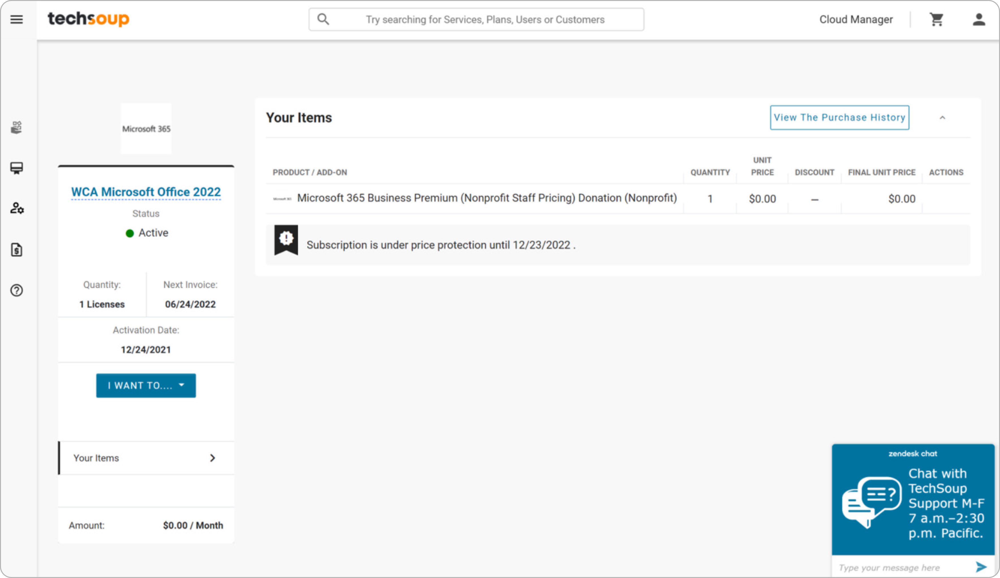 techsoup
Try searching for Services, Plans, Users or Customers
Cloud Manager
Microsoft 365
WCA Microsoft Office 2022
Status
Active
Quantity:
1 Licenses
Next Invoice:
06/24/2022
Activation Date:
12/24/2021
I WANT TO....
Your Items
Amount: $0.00 / Month
Your Items
View The Purchase History
PRODUCT / ADD-ON QUANTITY UNIT PRICE DISCOUNT FINAL UNIT PRICE ACTIONS
Microsoft 365 Microsoft 365 Business Premium (Nonprofit Staff Pricing) Donation (Nonprofit) 1 $0.00 – $0.00
Subscription is under price protection until 12/23/2022 .
zendesk chat
Chat with
TechSoup
Support M-F
7 a.m.–2:30
p.m. Pacific.
Type your message here